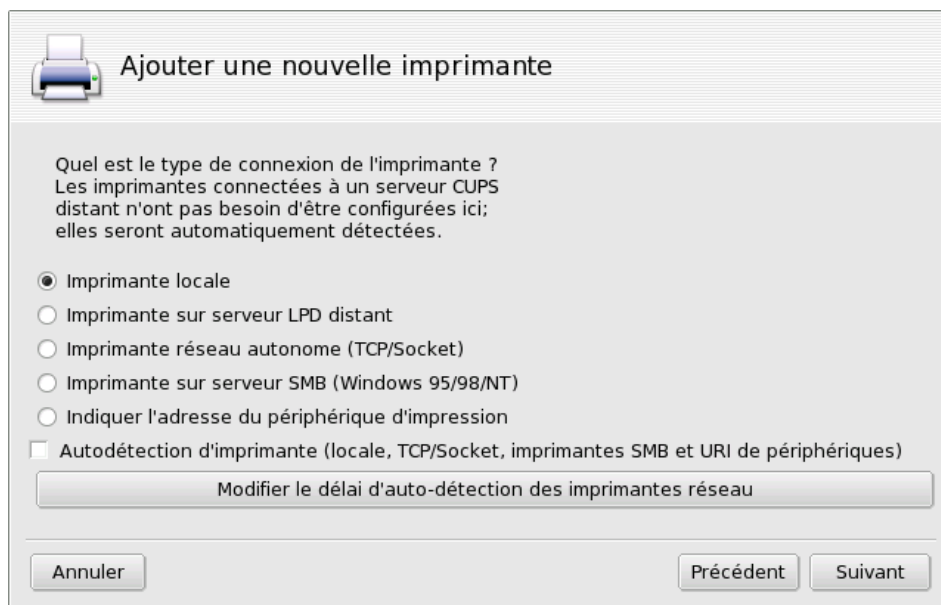 Ajouter une nouvelle imprimante
Quel est le type de connexion de l'imprimante ?
Les imprimantes connectées à un serveur CUPS
distant n'ont pas besoin d'être configurées ici;
elles seront automatiquement détectées.
Imprimante locale
Imprimante sur serveur LPD distant
Imprimante réseau autonome (TCP/Socket)
Imprimante sur serveur SMB (Windows 95/98/NT)
Indiquer l'adresse du périphérique d'impression
Autodétection d'imprimante (locale, TCP/Socket, imprimantes SMB et URI de périphériques)
Modifier le délai d'auto-détection des imprimantes réseau
Annuler
Précédent
Suivant